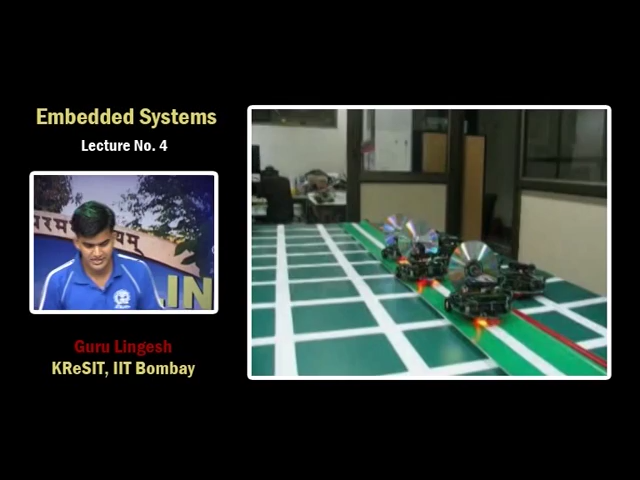 Embedded Systems
Lecture No. 4
Guru Lingesh
KReSIT, IIT Bombay